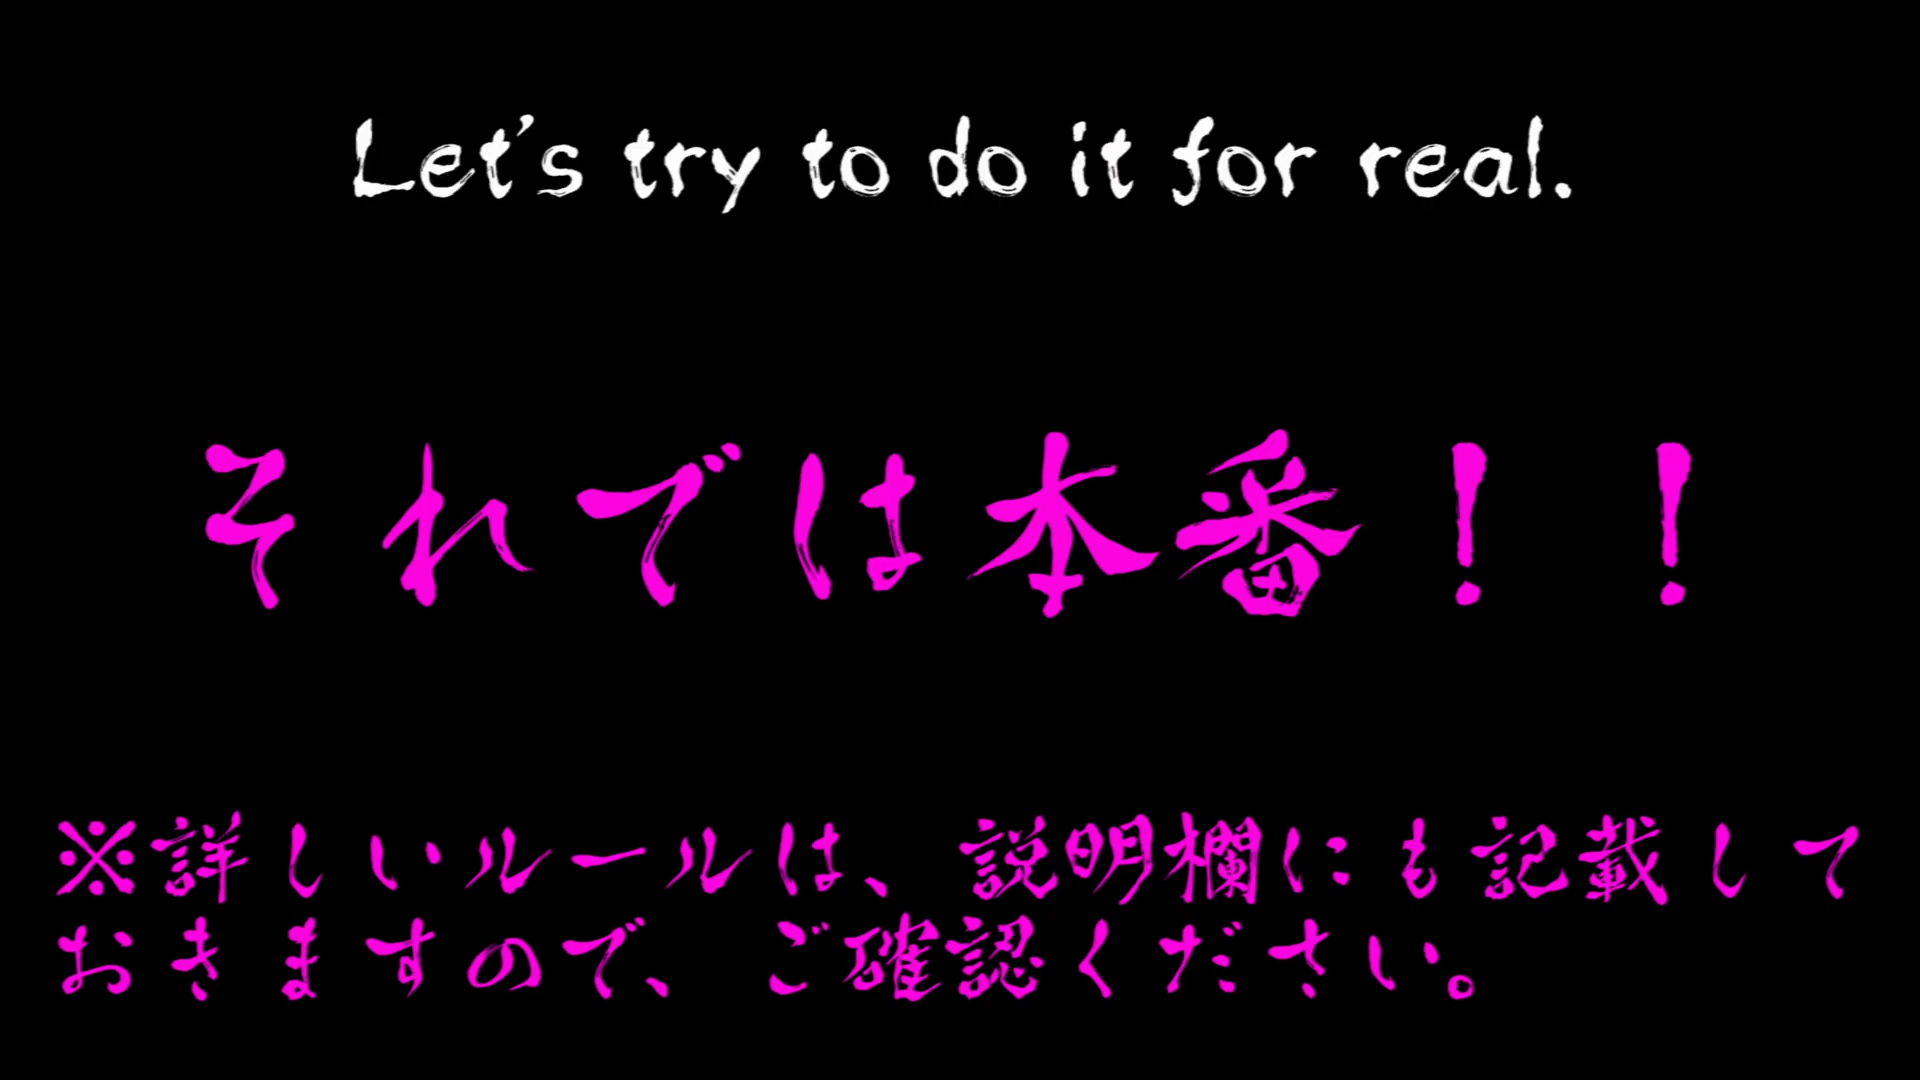 Let's try to do it for real.
それでは本番！！
※詳しいルールは、説明欄にも記載して
おきますので、ご確認ください。